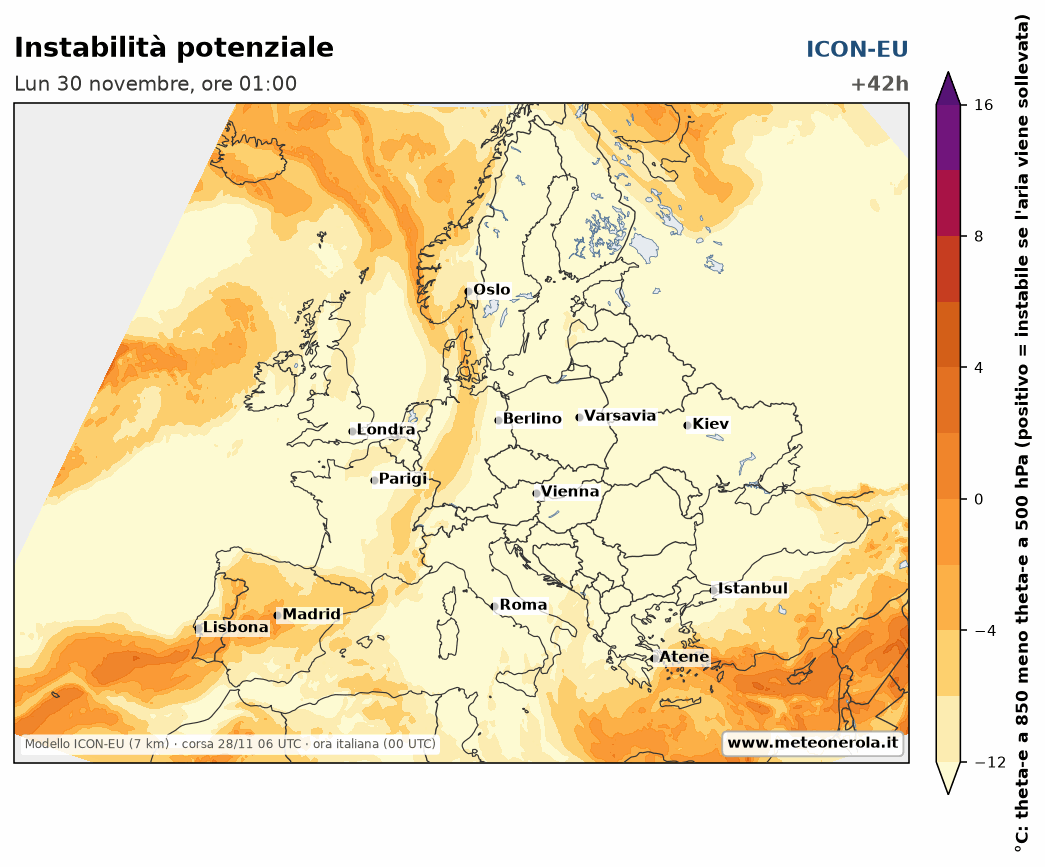 Instabilità potenziale
ICON-EU
Lun 30 novembre, ore 01:00
+42h
Oslo
Berlino
Varsavia
Kiev
Londra
Parigi
Vienna
Istanbul
Roma
Madrid
Lisbona
Atene
Modello ICON-EU (7 km) · corsa 28/11 06 UTC · ora italiana (00 UTC)
www.meteonerola.it
16
8
4
0
−4
−12
°C: theta-e a 850 meno theta-e a 500 hPa (positivo = instabile se l'aria viene sollevata)